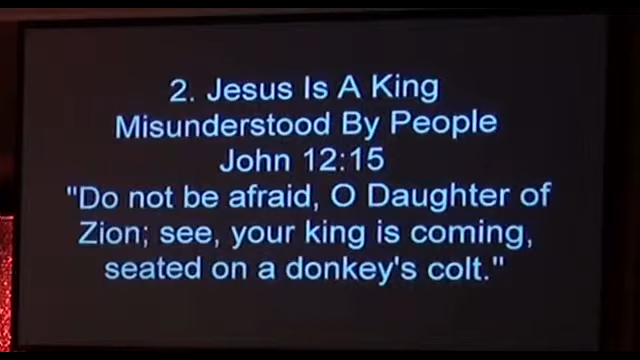 2. Jesus Is A King
Misunderstood By People
John 12:15
"Do not be afraid, O Daughter of
Zion; see, your king is coming,
seated on a donkey's colt."